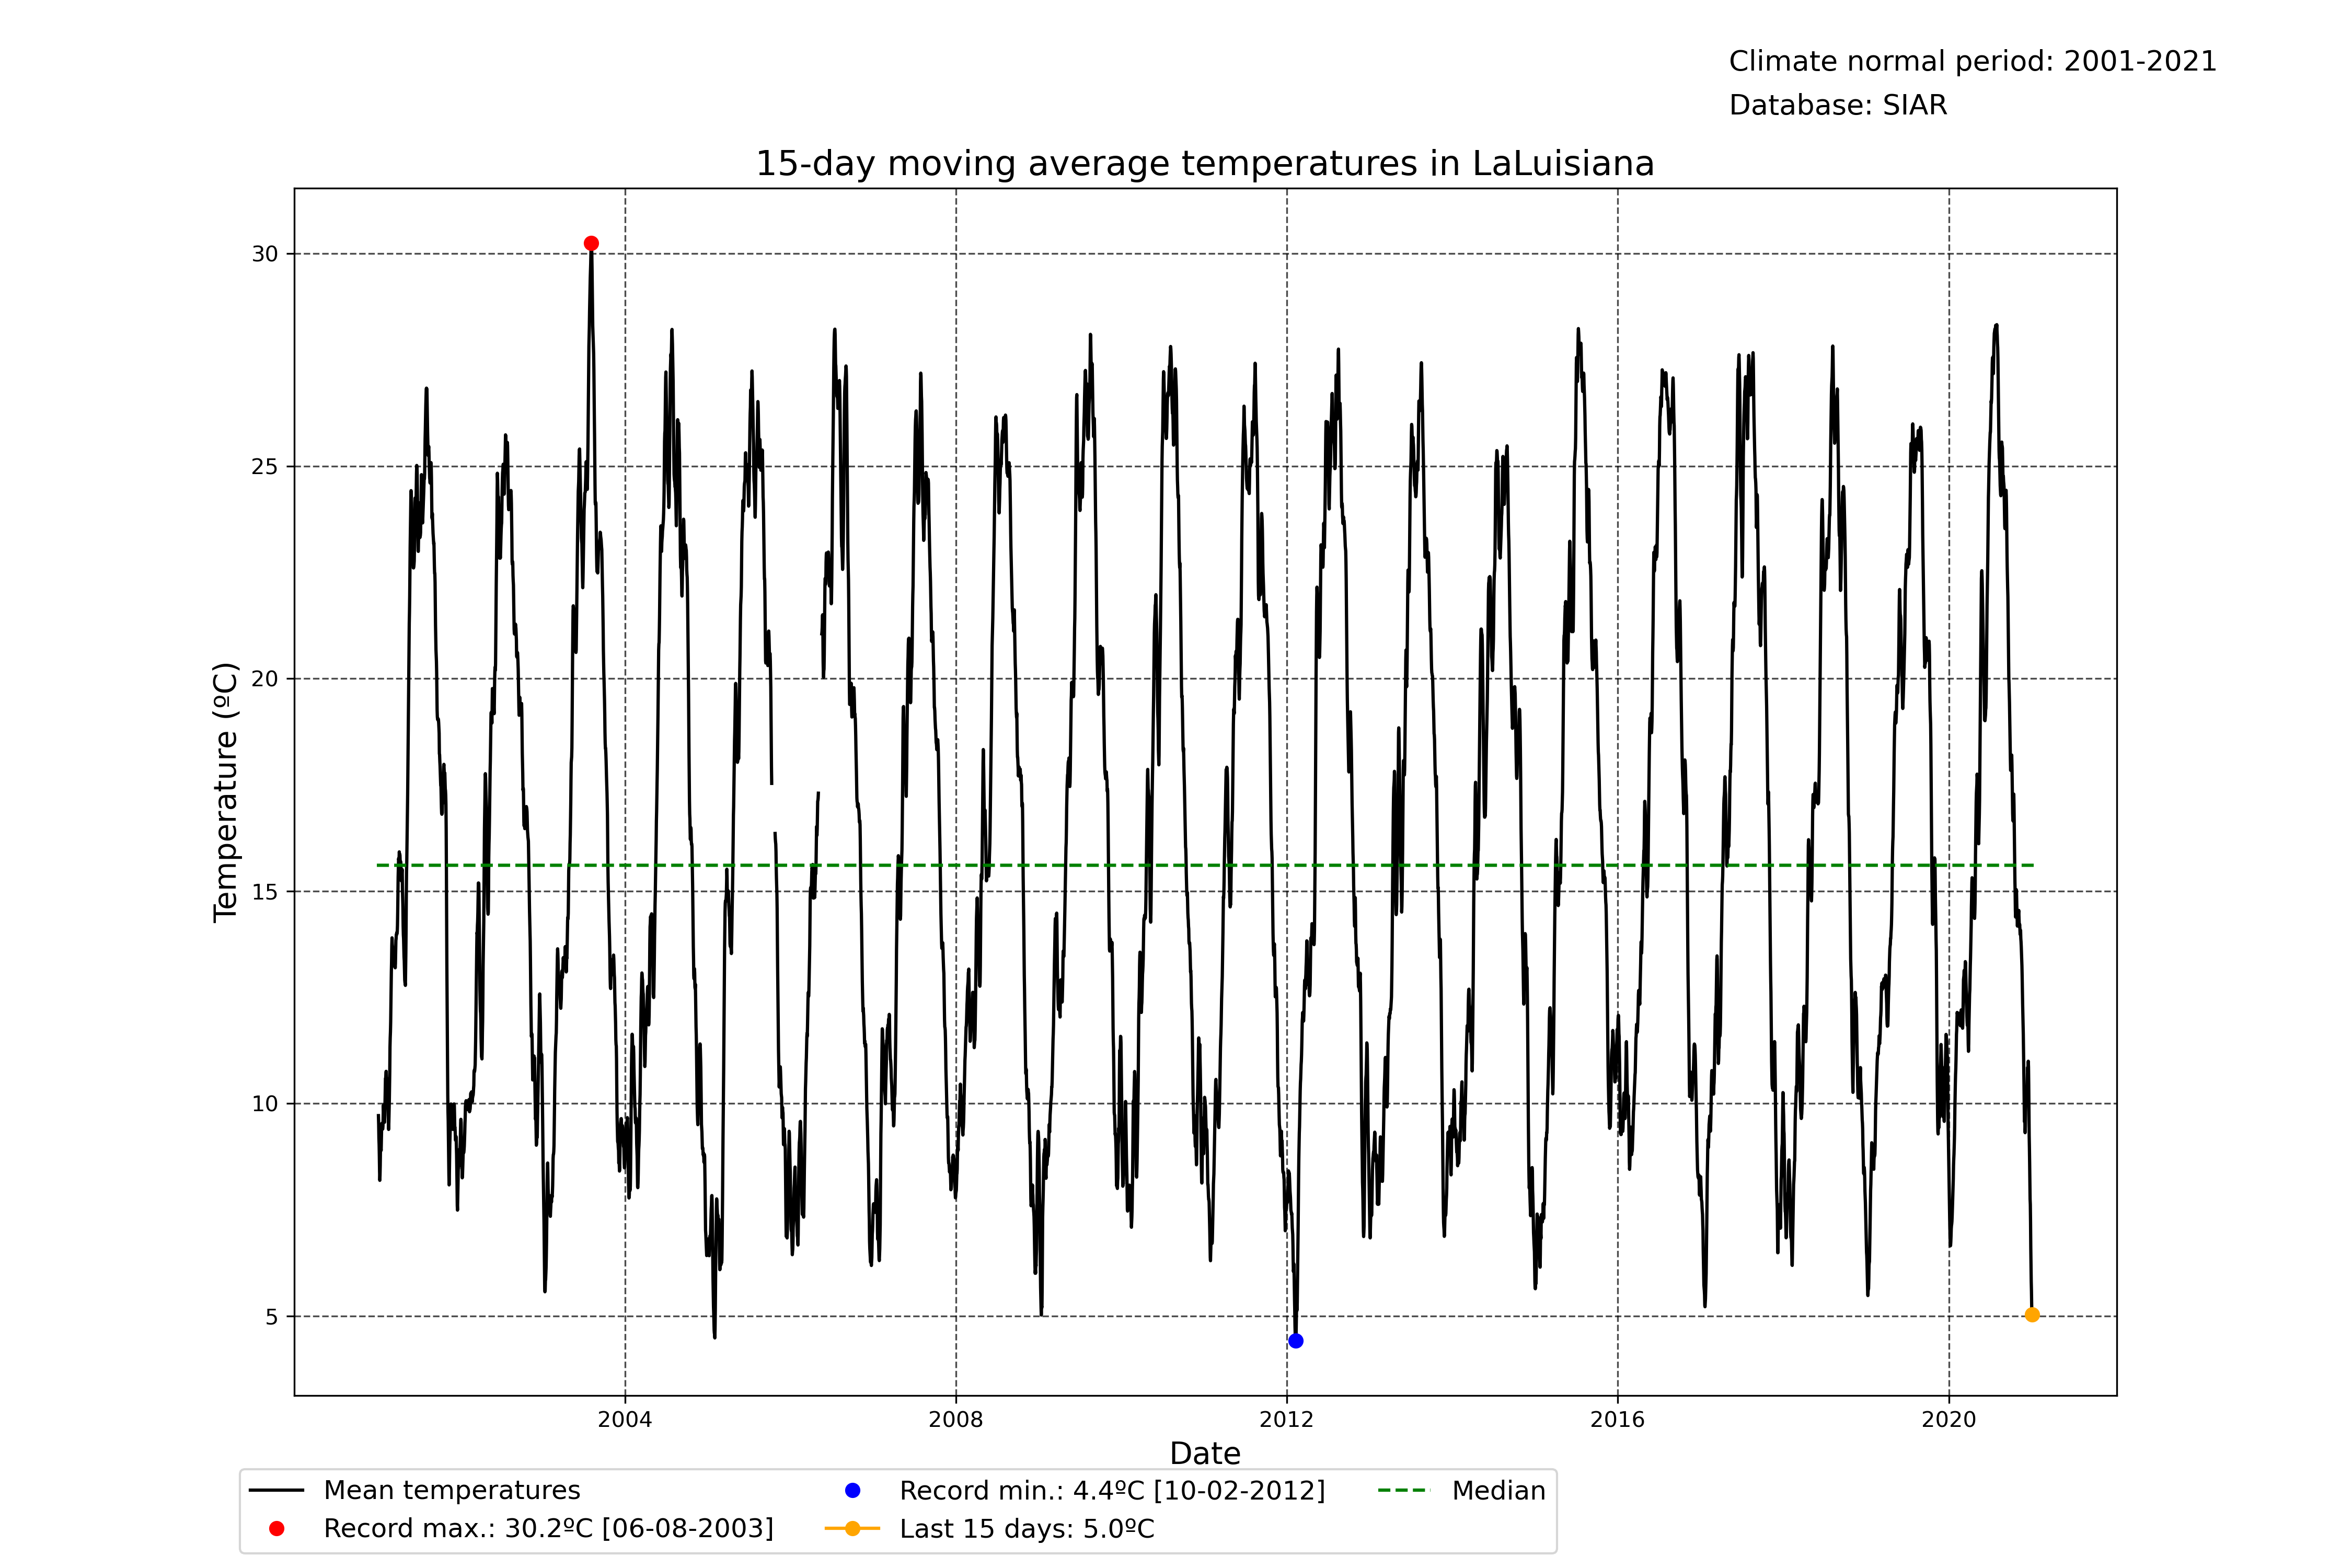 Climate normal period: 2001-2021
Database: SIAR
15-day moving average temperatures in LaLuisiana
Temperature (ºC)
30
25
20
15
10
5
2004
2008
2012
2016
2020
Date
Mean temperatures
Record max.: 30.2ºC [06-08-2003]
Record min.: 4.4ºC [10-02-2012]
Last 15 days: 5.0ºC
Median